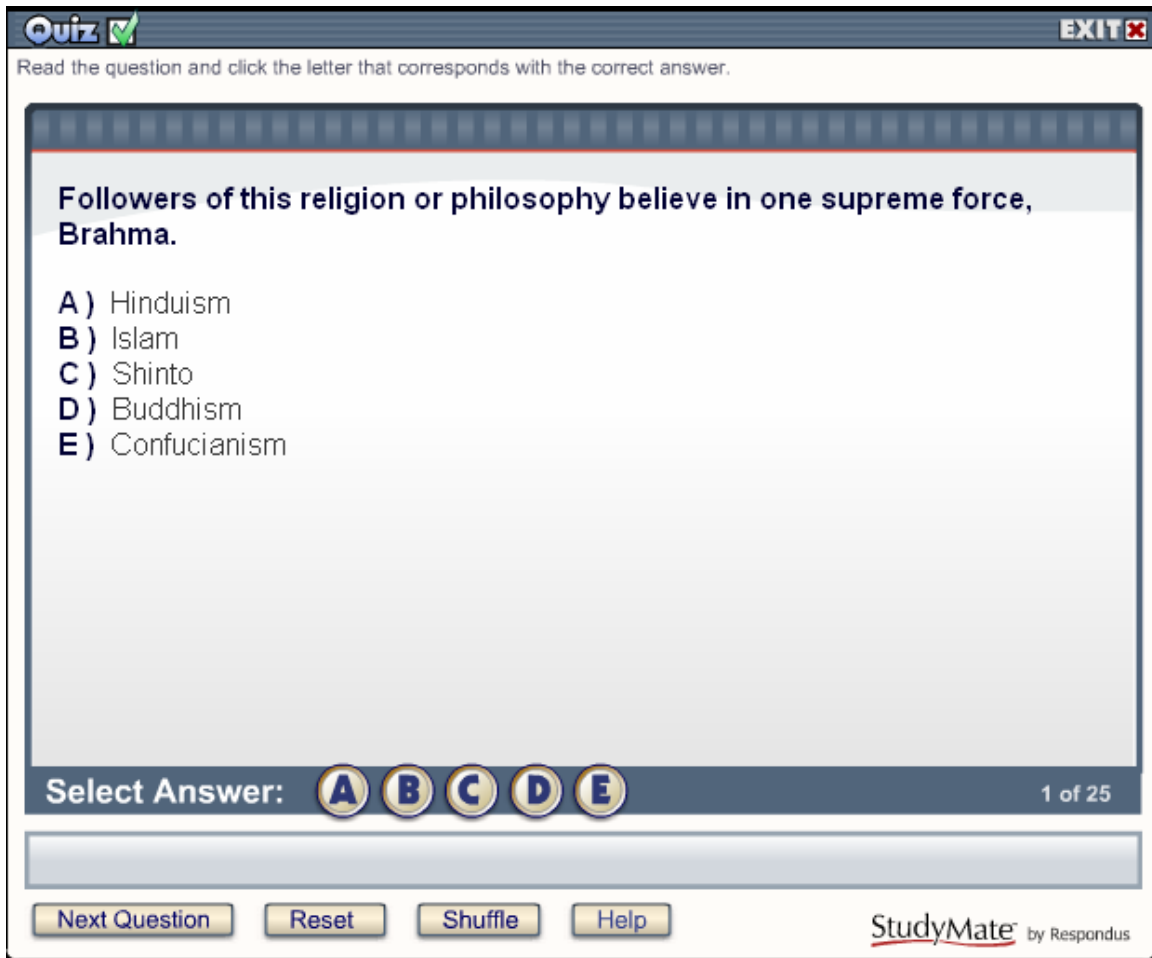 Quiz
EXIT
Read the question and click the letter that corresponds with the correct answer.
Followers of this religion or philosophy believe in one supreme force,
Brahma.
A ) Hinduism
B ) Islam
C ) Shinto
D ) Buddhism
E ) Confucianism
Select Answer: A B C D E 1 of 25
Next Question Reset Shuffle Help
StudyMate by Respondus